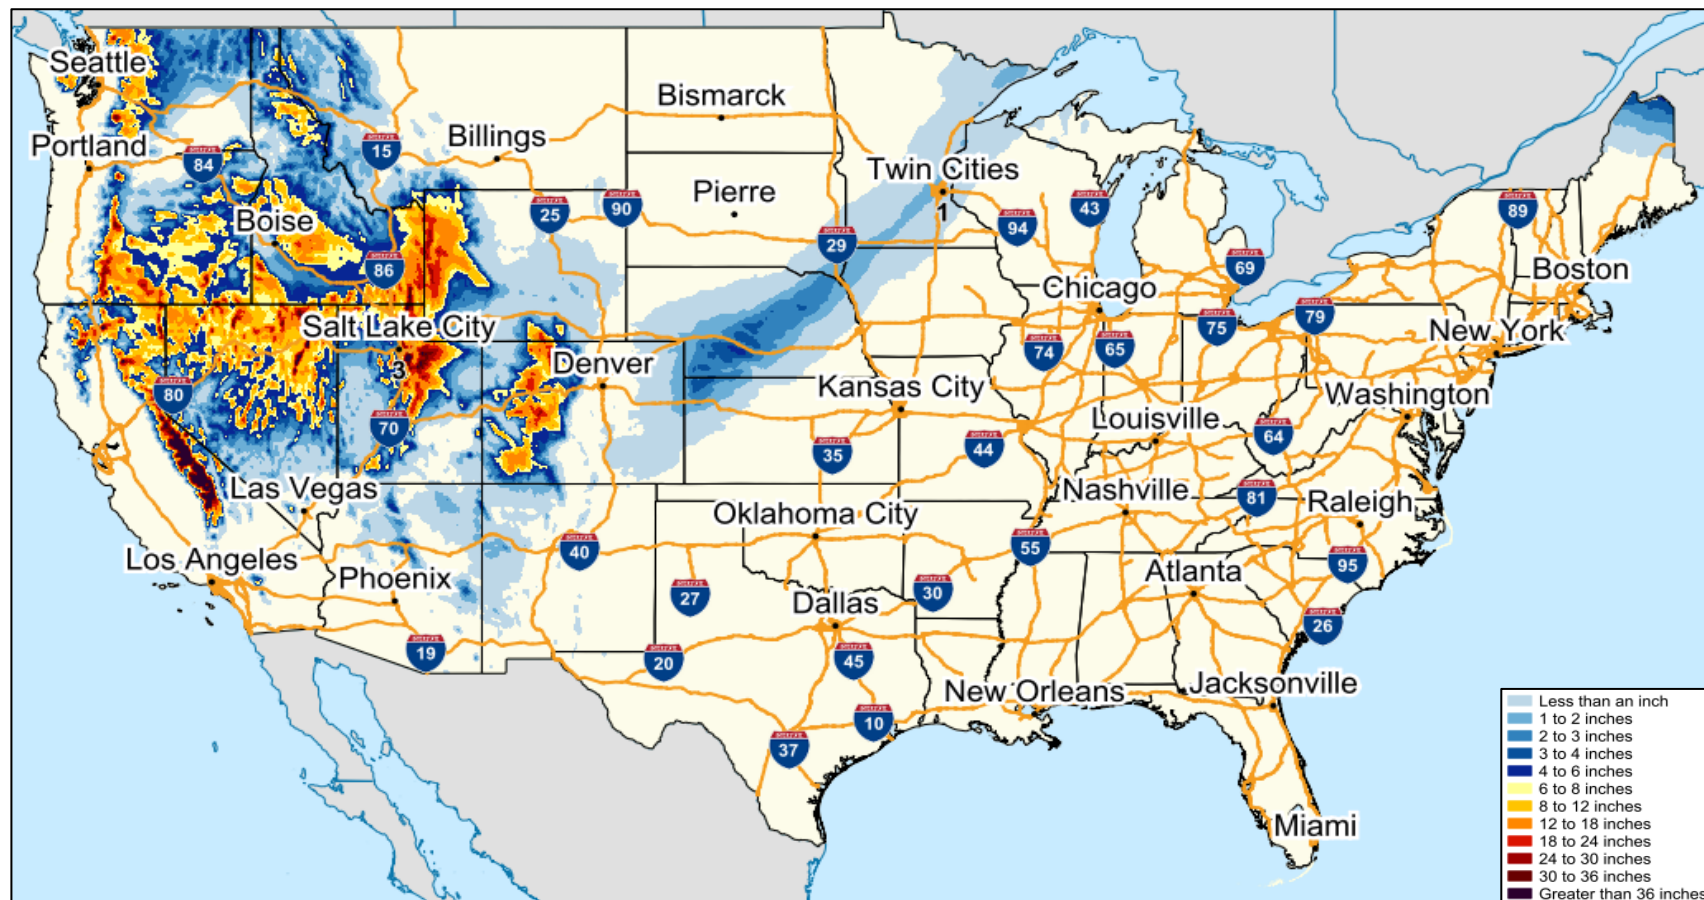 Seattle
Bismarck
Portland
15
Billings
84
Twin Cities
Pierre
1
25
90
43
89
Boise
94
29
86
69
Boston
Chicago
Salt Lake City
79
75
New York
74
65
3
Denver
80
Kansas City
Washington
70
Louisville
35
44
64
Las Vegas
Nashville
81
Raleigh
Oklahoma City
40
55
Los Angeles
Phoenix
Atlanta
95
27
30
Dallas
26
19
20
45
New Orleans
Jacksonville
10
37
Miami
Less than an inch
1 to 2 inches
2 to 3 inches
3 to 4 inches
4 to 6 inches
6 to 8 inches
8 to 12 inches
12 to 18 inches
18 to 24 inches
24 to 30 inches
30 to 36 inches
Greater than 36 inches